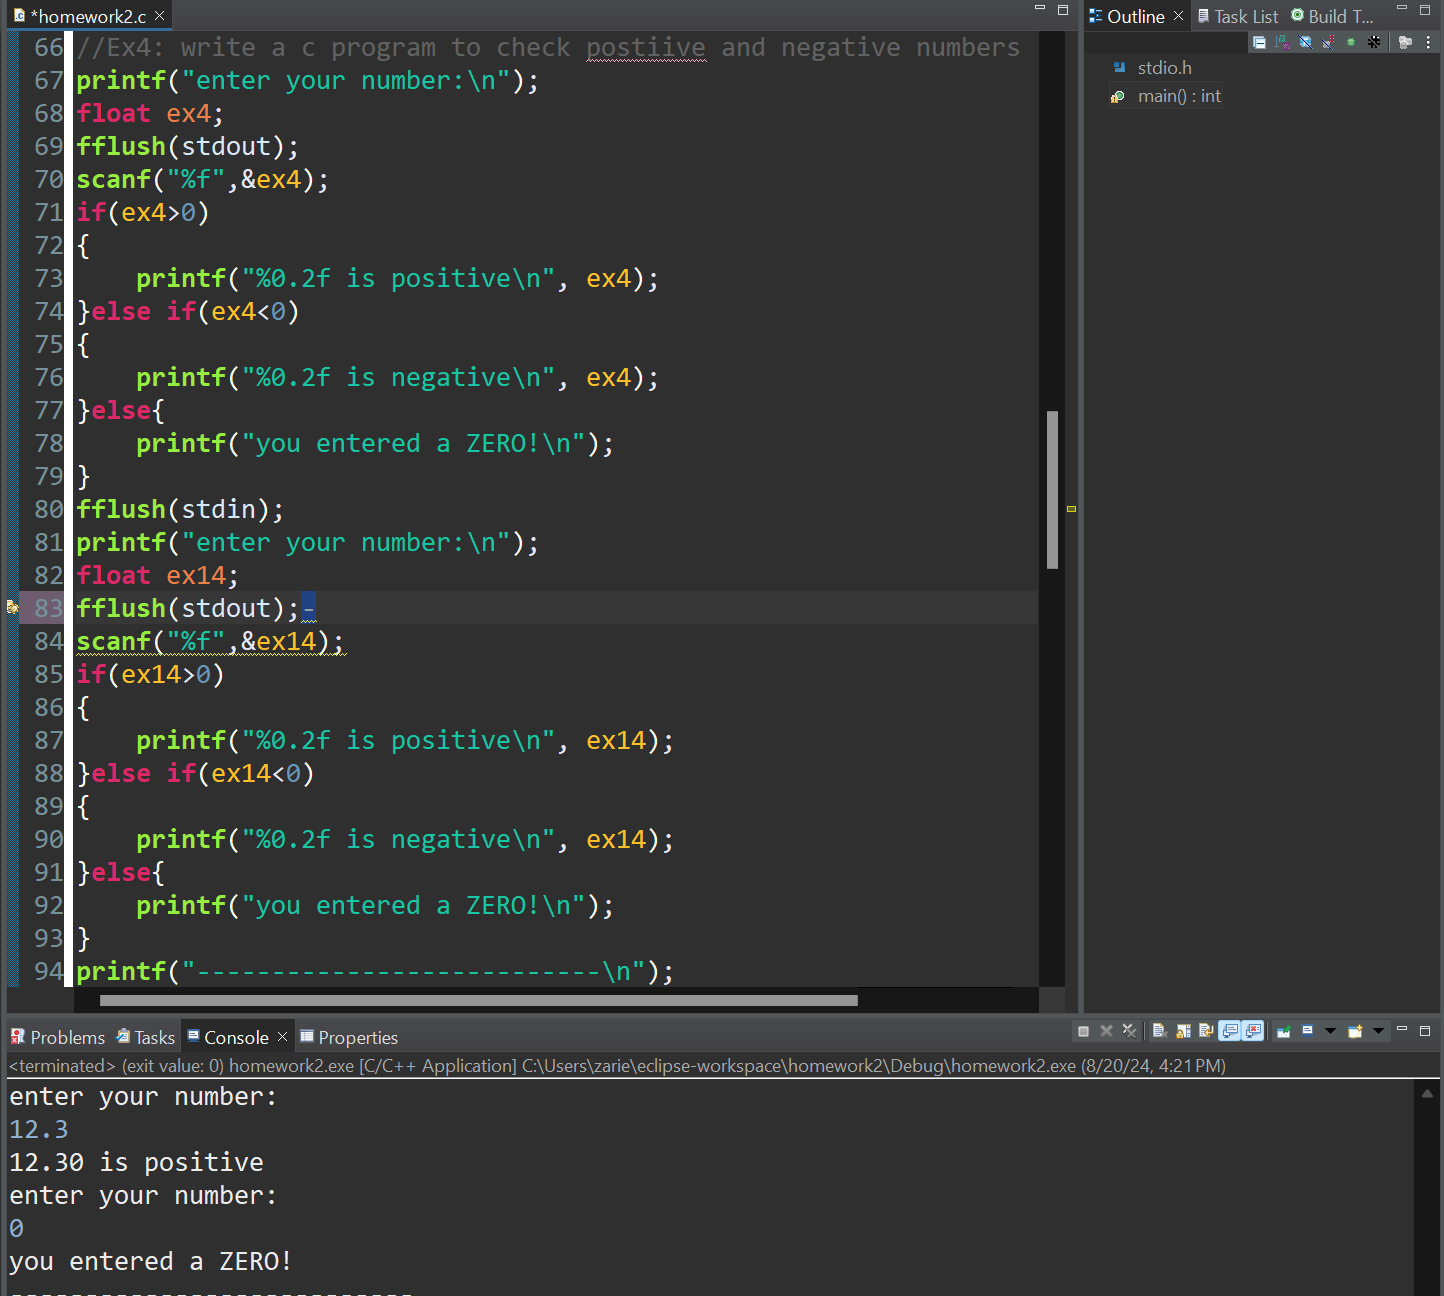 *homework2.c
66 //Ex4: write a c program to check postiive and negative numbers
67 printf("enter your number:\n");
68 float ex4;
69 fflush(stdout);
70 scanf("%f",&ex4);
71 if(ex4>0)
72 {
73     printf("%0.2f is positive\n", ex4);
74 }else if(ex4<0)
75 {
76     printf("%0.2f is negative\n", ex4);
77 }else{
78     printf("you entered a ZERO!\n");
79 }
80 fflush(stdin);
81 printf("enter your number:\n");
82 float ex14;
83 fflush(stdout);-
84 scanf("%f",&ex14);
85 if(ex14>0)
86 {
87     printf("%0.2f is positive\n", ex14);
88 }else if(ex14<0)
89 {
90     printf("%0.2f is negative\n", ex14);
91 }else{
92     printf("you entered a ZERO!\n");
93 }
94 printf("---------------------------\n");
Outline Task List Build T...
stdio.h
main() : int
Problems Tasks Console Properties
<terminated> (exit value: 0) homework2.exe [C/C++ Application] C:\Users\zarie\eclipse-workspace\homework2\Debug\homework2.exe (8/20/24, 4:21 PM)
enter your number:
12.3
12.30 is positive
enter your number:
0
you entered a ZERO!
---------------------------